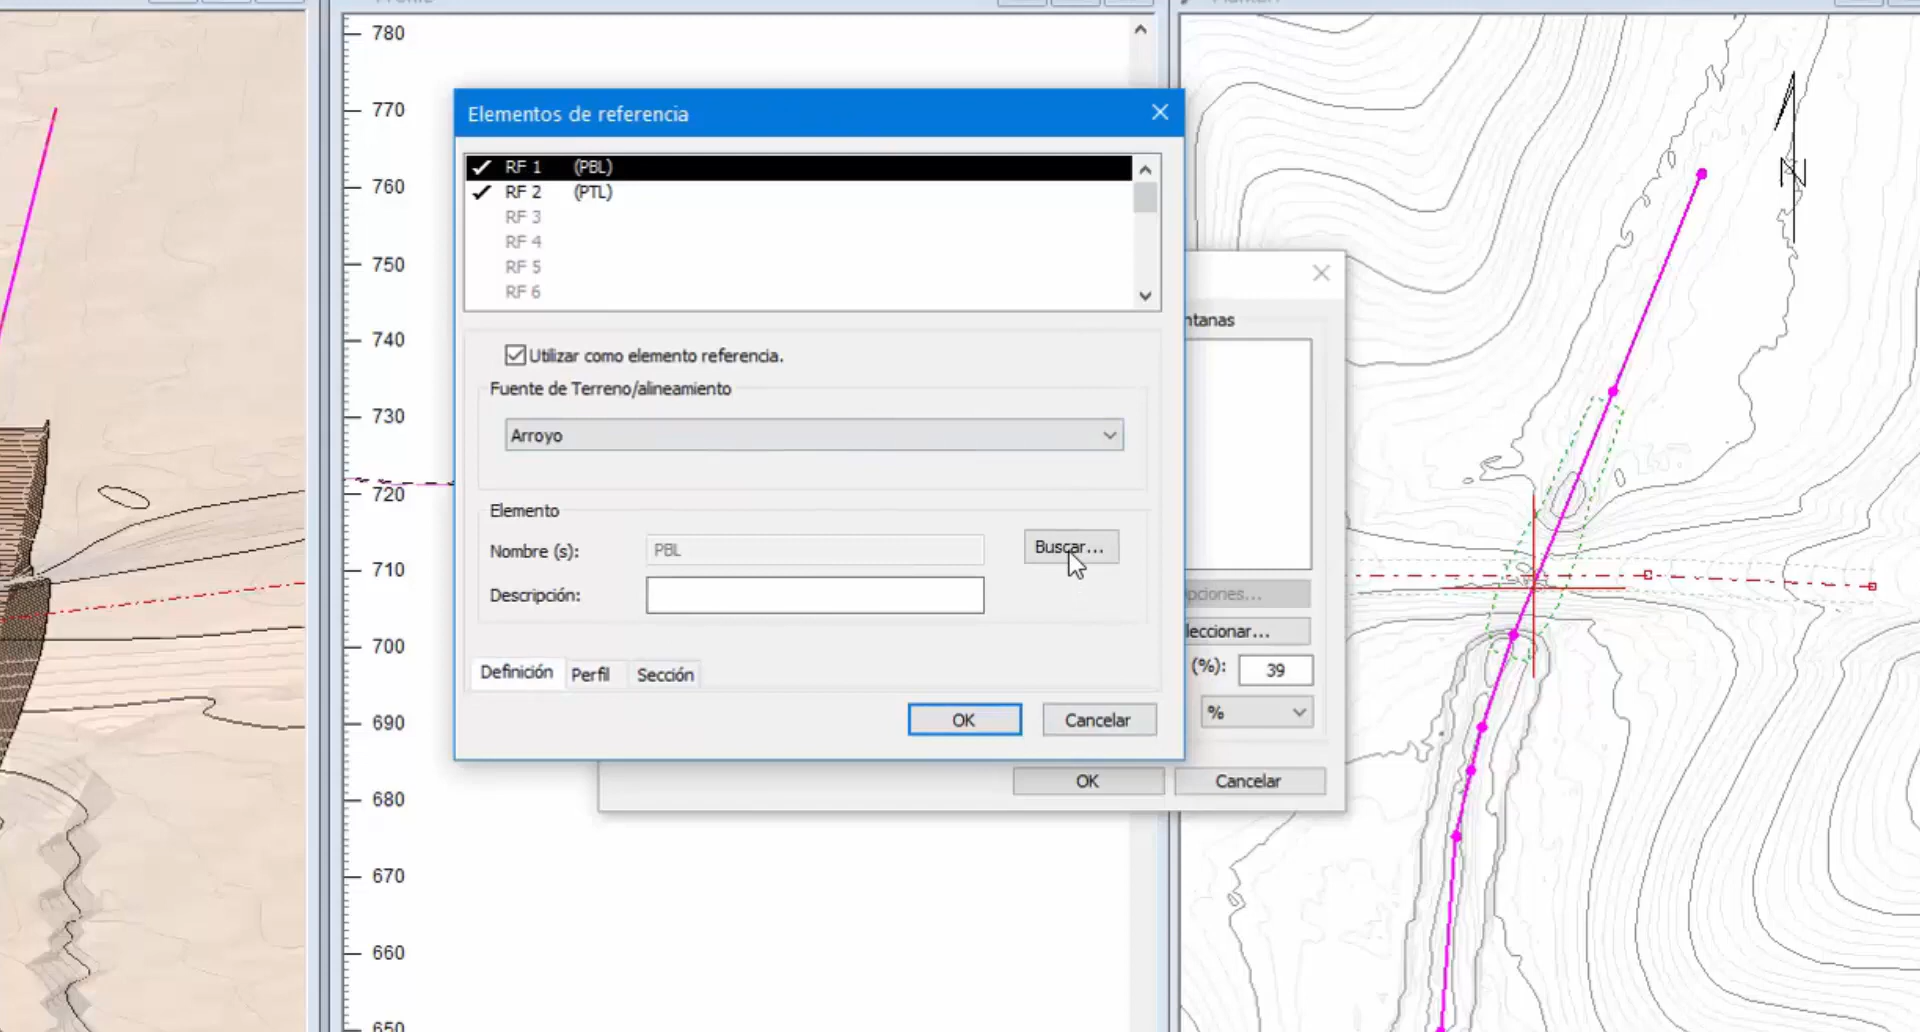 780
770
760
750
740
730
720
710
700
690
680
670
660
650
Elementos de referencia
RF 1 (PBL)
RF 2 (PTL)
RF 3
RF 4
RF 5
RF 6
Utilizar como elemento referencia.
Fuente de Terreno/alineamiento
Arroyo
Elemento
Nombre (s): PBL Buscar...
Descripción:
Definición Perfil Sección
OK Cancelar
ntanas
pciones...
leccionar...
(%): 39
%
OK Cancelar
N